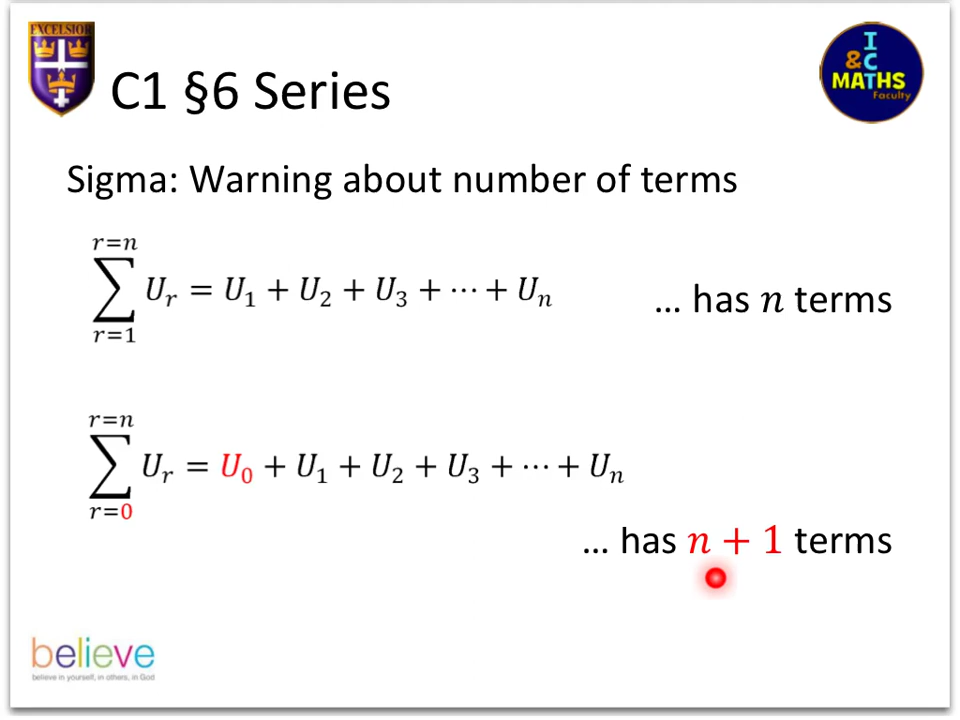 EXCELSIOR
C1 §6 Series
I
& C
MATHS
Faculty
Sigma: Warning about number of terms
r=n
∑ U_r = U_1 + U_2 + U_3 + ⋯ + U_n
r=1
… has n terms
r=n
∑ U_r = U_0 + U_1 + U_2 + U_3 + ⋯ + U_n
r=0
… has n + 1 terms
believe
believe in yourself, in others, in God